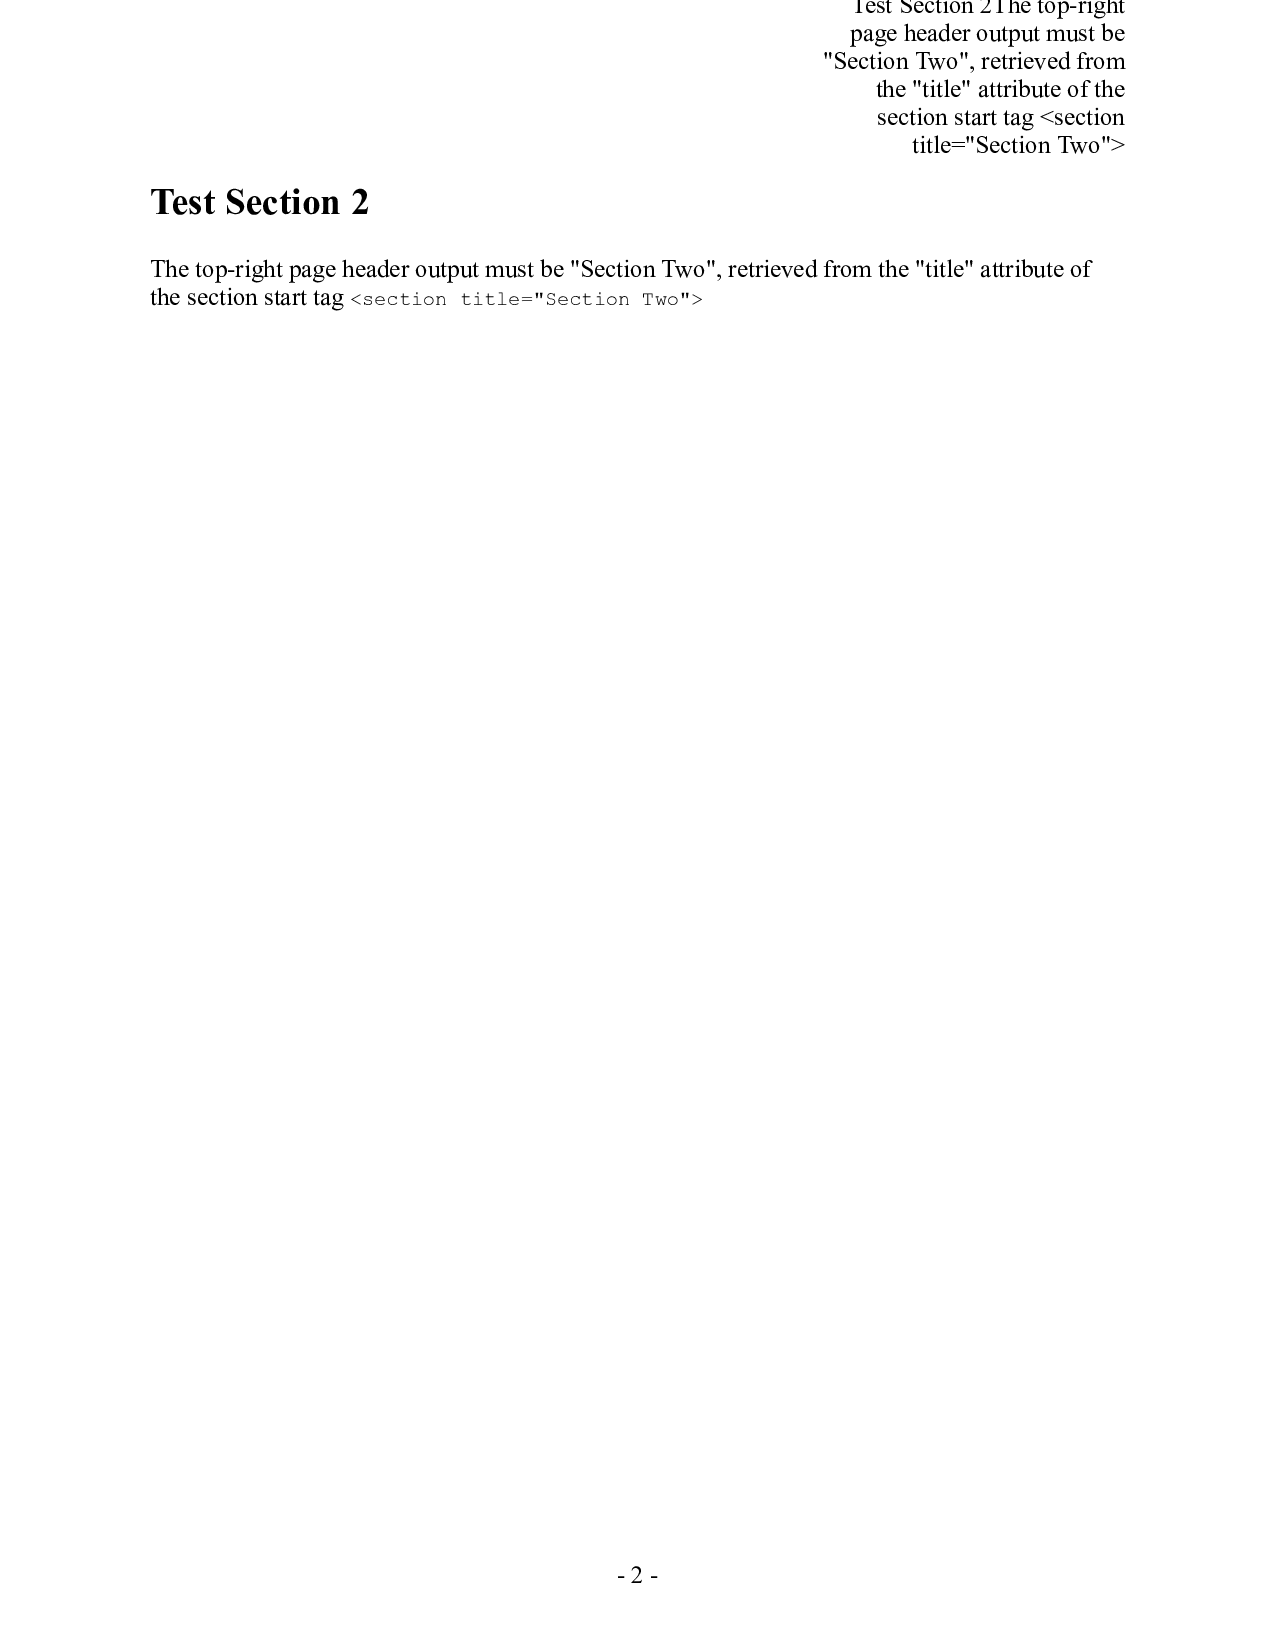 Test Section 2The top-right
page header output must be
"Section Two", retrieved from
the "title" attribute of the
section start tag <section
title="Section Two">
Test Section 2
The top-right page header output must be "Section Two", retrieved from the "title" attribute of
the section start tag <section title="Section Two">
- 2 -